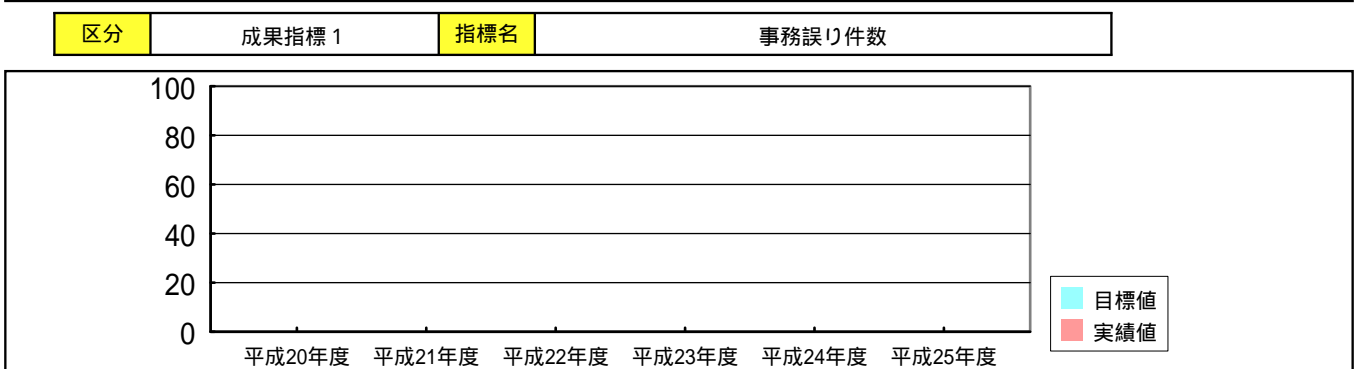 区分 成果指標1 指標名 事務誤り件数
100
80
60
40
20
0
平成20年度 平成21年度 平成22年度 平成23年度 平成24年度 平成25年度
目標値
実績値